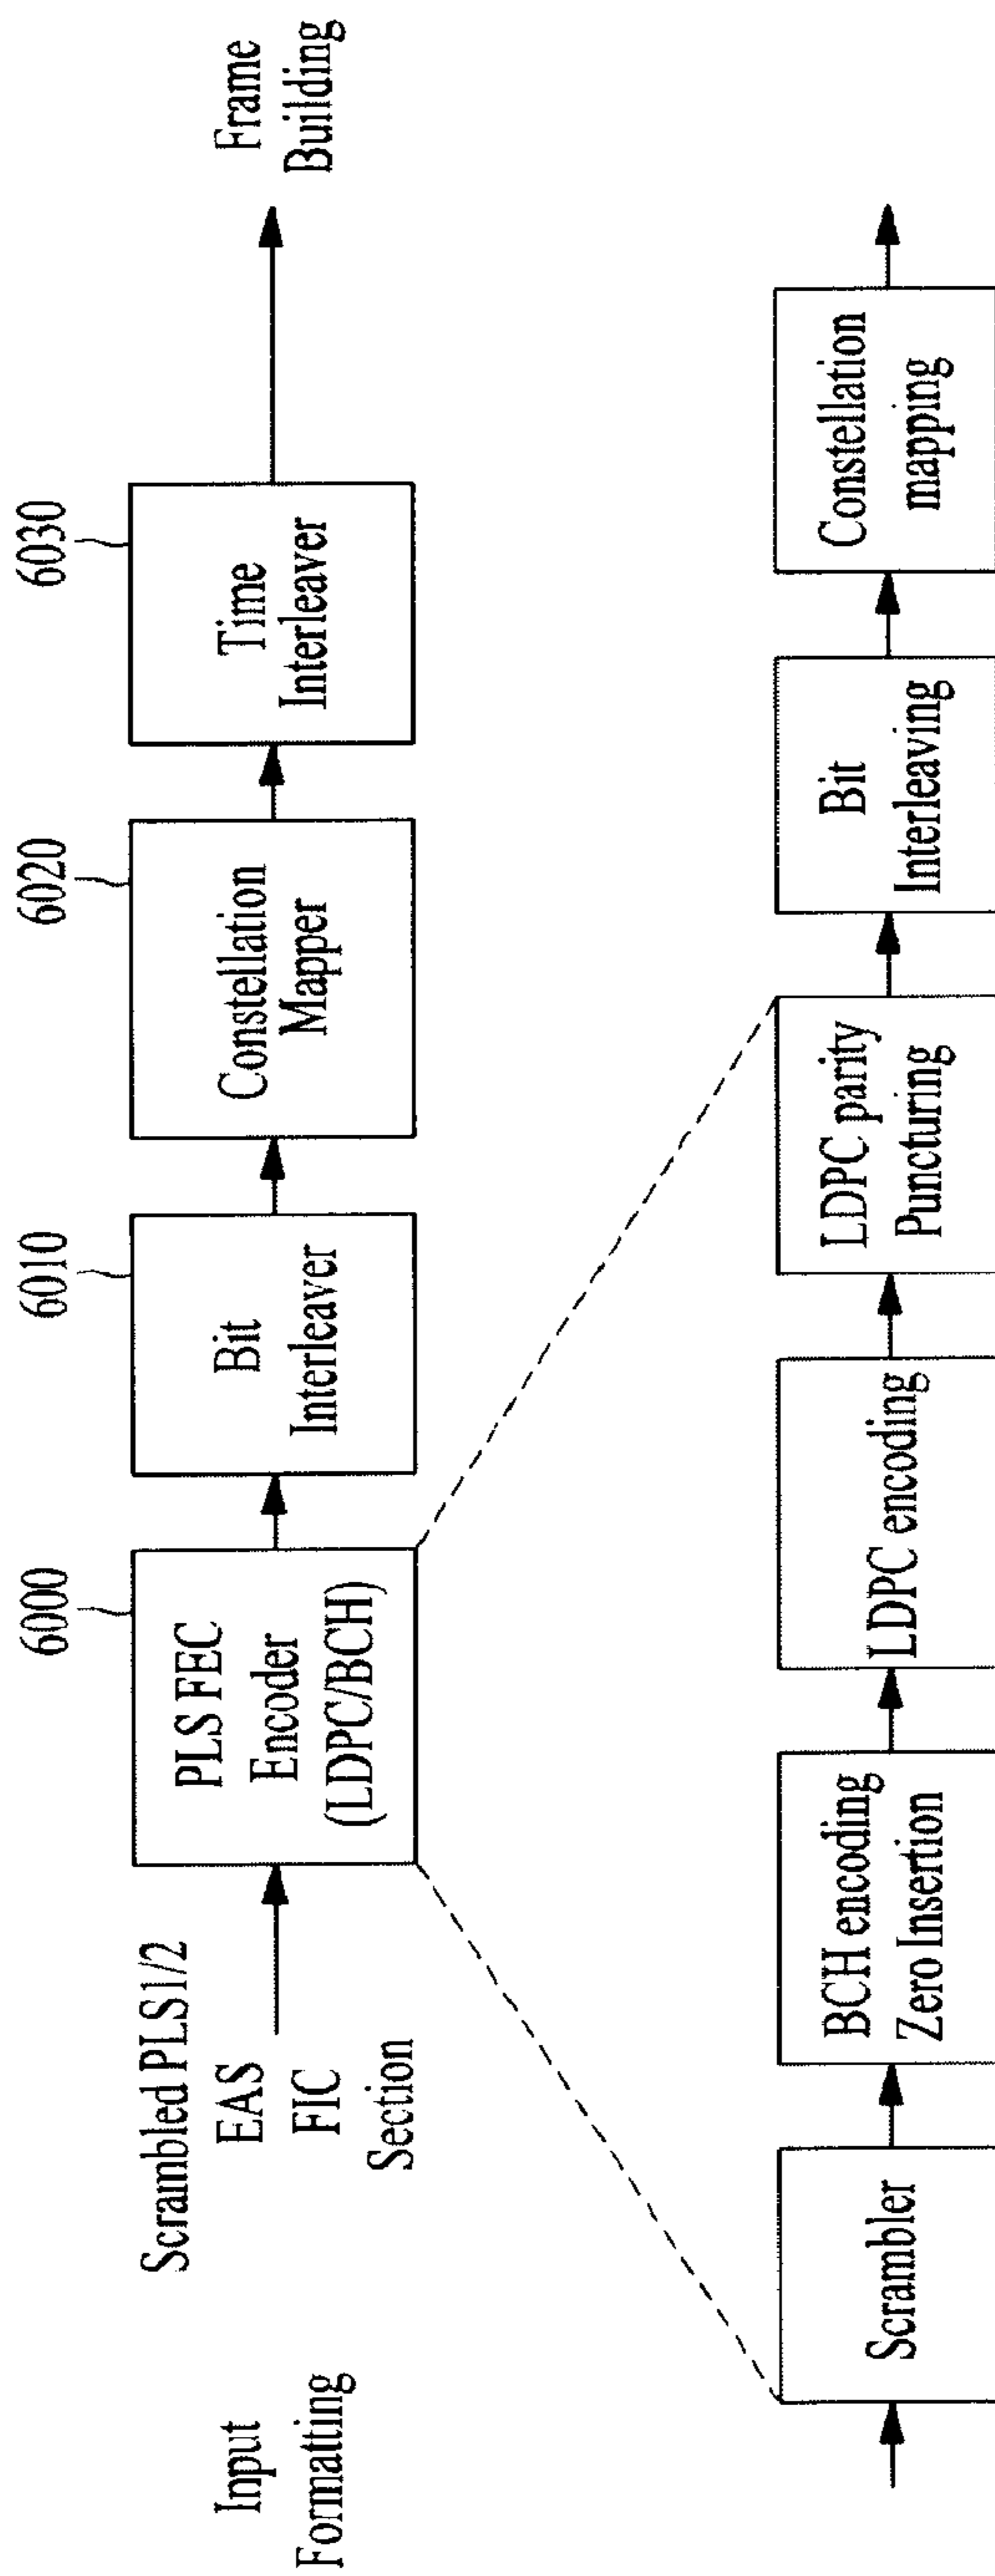 Input
Formatting
Scrambled PLS1/2
EAS
FIC
Section
6000
PLS FEC
Encoder
(LDPC/BCH)
6010
Bit
Interleaver
6020
Constellation
Mapper
6030
Time
Interleaver
Frame
Building
Scrambler
BCH encoding
Zero Insertion
LDPC encoding
LDPC parity
Puncturing
Bit
Interleaving
Constellation
mapping